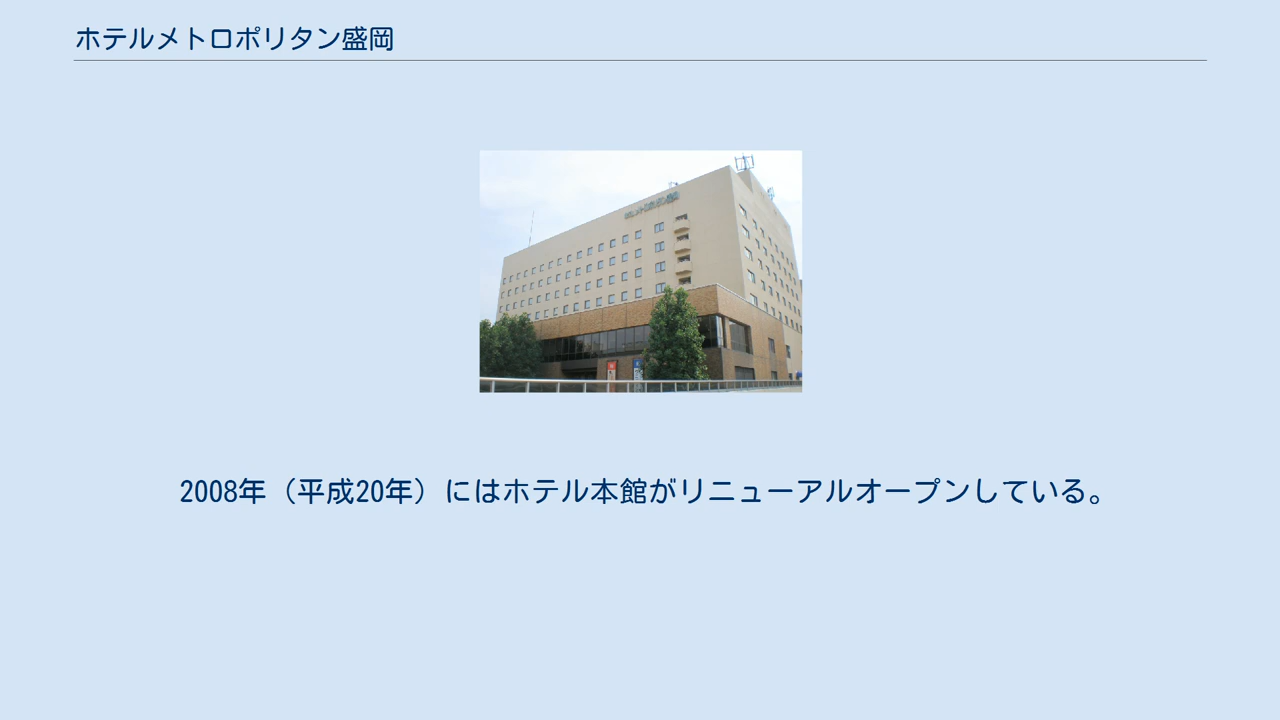 ホテルメトロポリタン盛岡
2008年（平成20年）にはホテル本館がリニューアルオープンしている。